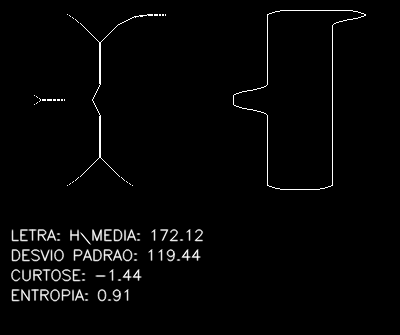 LETRA: H\MEDIA: 172.12
DESVIO PADRAO: 119.44
CURTOSE: -1.44
ENTROPIA: 0.91